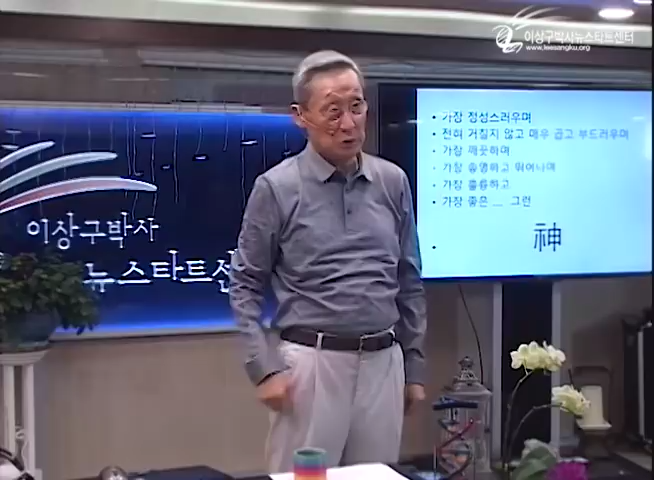 이상구박사뉴스타트센터
www.leesangku.org
• 가장 정성스러우며
• 전혀 거칠지 않고 매우 곱고 부드러우며
• 가장 깨끗하며
• 가장 총명하고 뛰어나며
• 가장 훌륭하고
• 가장 좋은 ... 그런
• 神
이상구박사
뉴스타트센